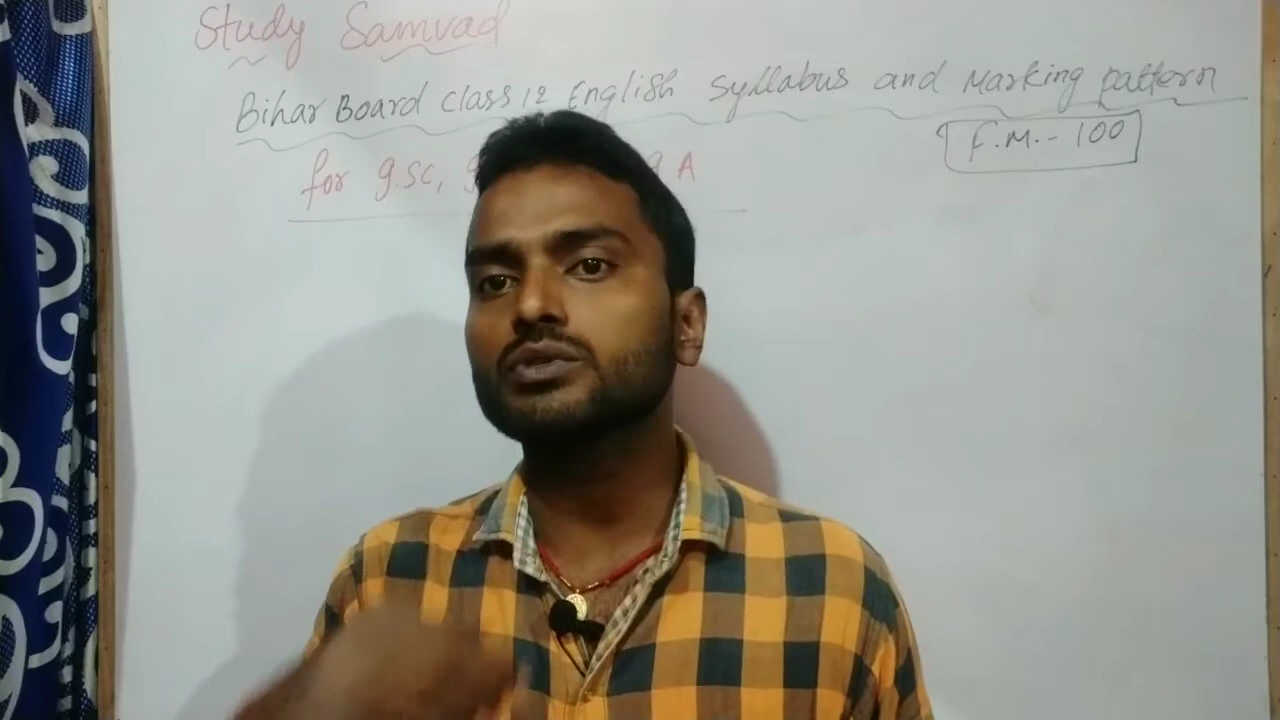 Study Samvad
Bihar Board Class 12 English Syllabus and Marking pattern
F.M.- 100
for g.sc, A